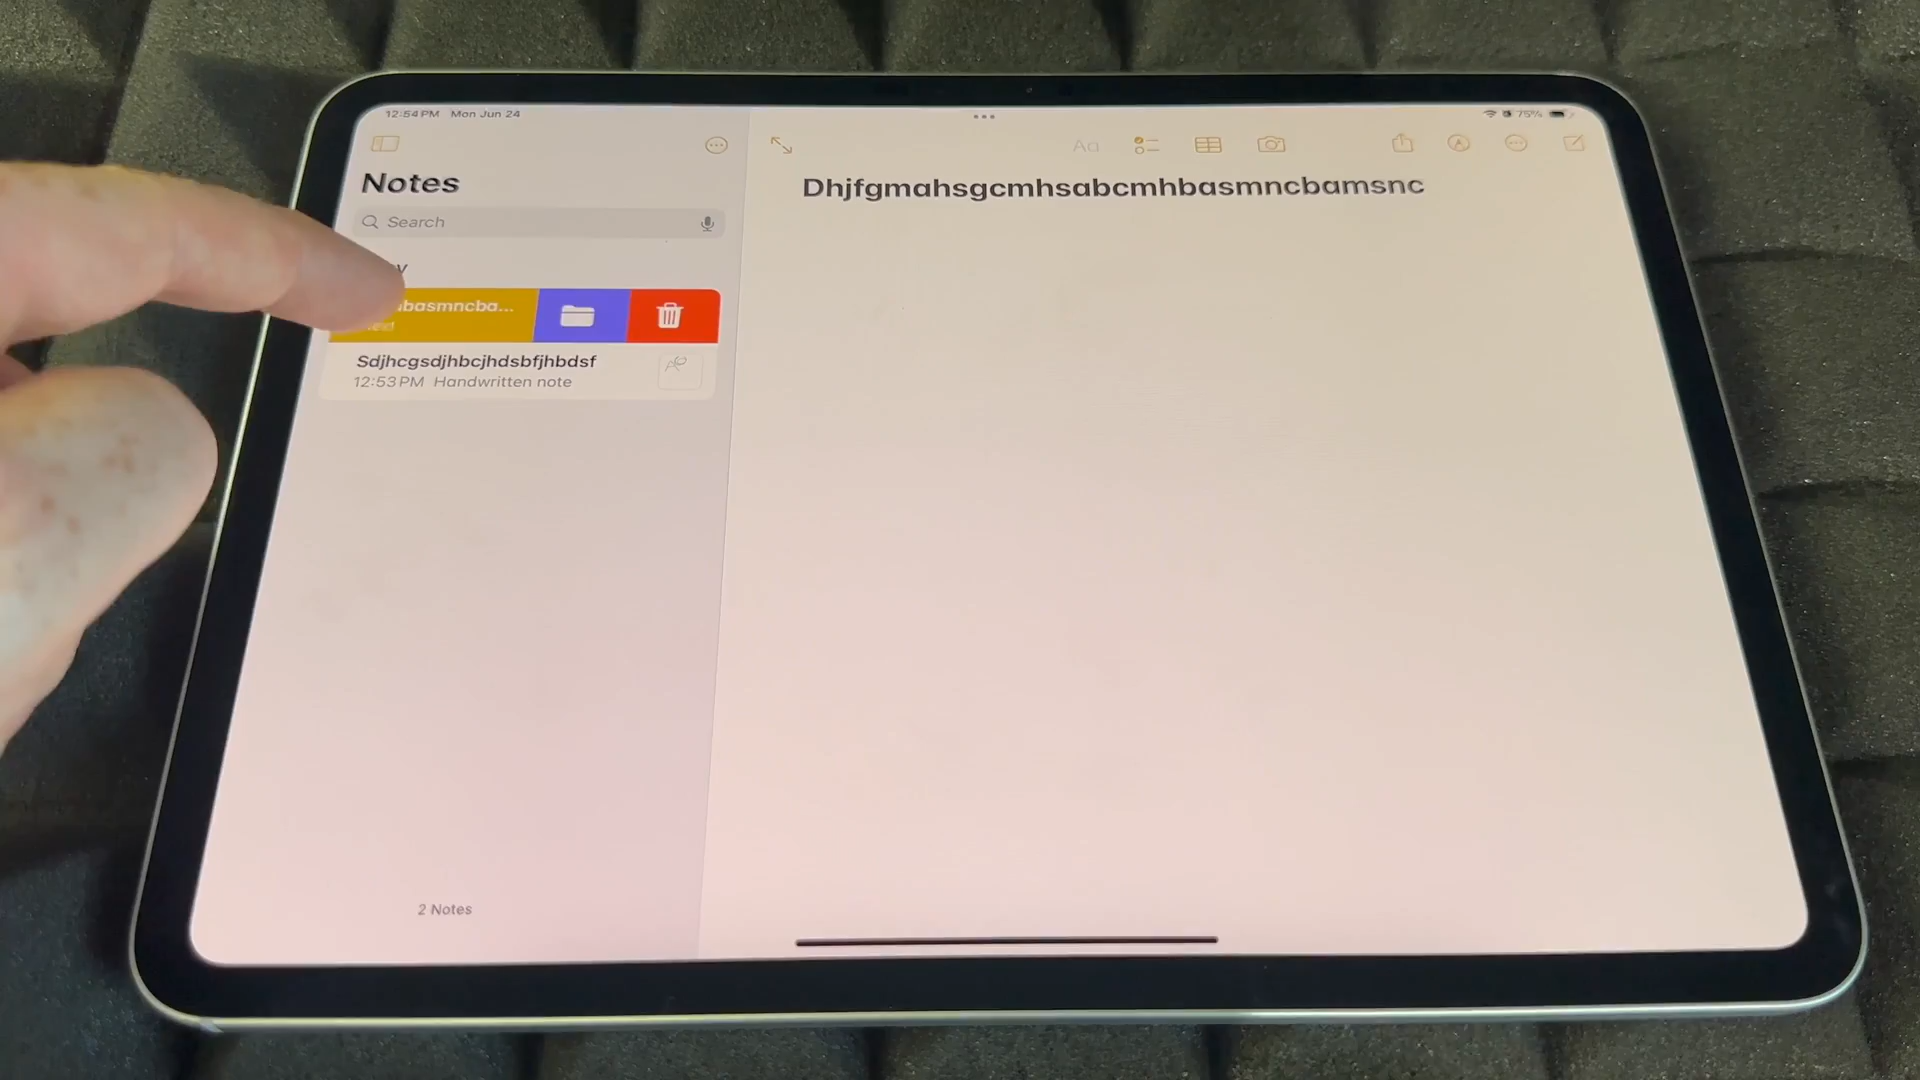 12:54 PM Mon Jun 24
75%
Notes
Aa
Search
Dhjfgmahsgcmhsabcmhbasmncbamsnc
basmncba...
Sdjhcgsdjhbcjhdsbfjhbdsf
12:53 PM Handwritten note
2 Notes